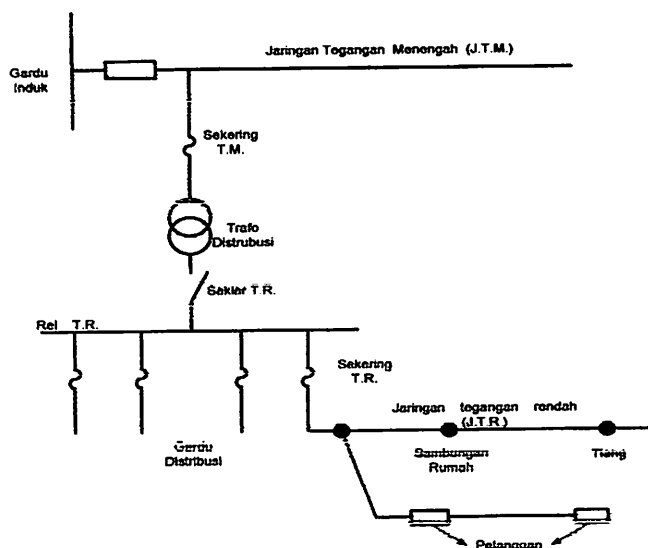 Jaringan Tegangan Menengah (J.T.M.)
Gardu
Induk
Sekering
T.M.
Trafo
Distrubusi
Saklar T.R.
Rel T.R.
Sekering
T.R.
Jaringan tegangan rendah
(J.T.R.)
Gardu
Distribusi
Sambungan
Rumah
Tiang
Pelanggan